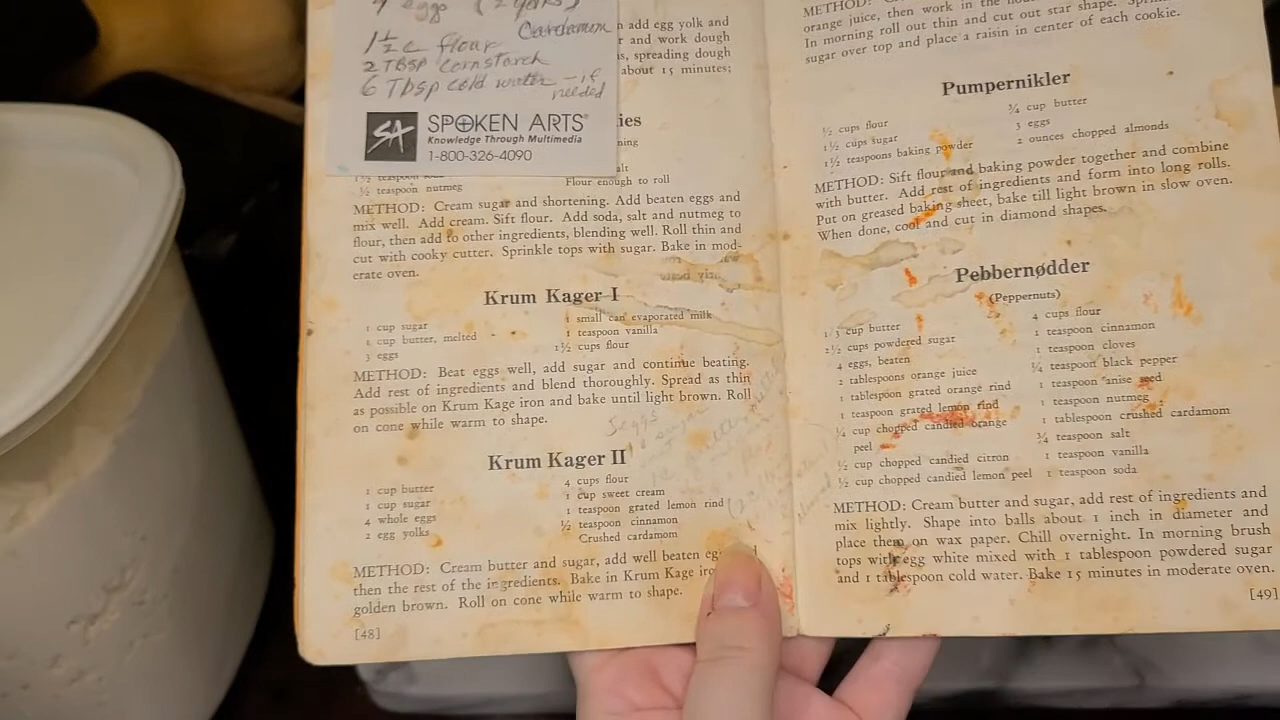 4 eggs (2 yolks)
Cardamon
1½ c flour
2 TBSP Cornstarch
6 Tbsp cold water - if
needed
SA
SPOKEN ARTS
Knowledge Through Multimedia
1-800-326-4090
n add egg yolk and
r and work dough
s, spreading dough
about 15 minutes;
ies
ning
alt
½ teaspoon nutmeg
Flour enough to roll
METHOD: Cream sugar and shortening. Add beaten eggs and
mix well. Add cream. Sift flour. Add soda, salt and nutmeg to
flour, then add to other ingredients, blending well. Roll thin and
cut with cooky cutter. Sprinkle tops with sugar. Bake in mod-
erate oven.
Krum Kager I
1 cup sugar
1 cup butter, melted
3 eggs
1 small can evaporated milk
1 teaspoon vanilla
1½ cups flour
METHOD: Beat eggs well, add sugar and continue beating.
Add rest of ingredients and blend thoroughly. Spread as thin
as possible on Krum Kage iron and bake until light brown. Roll
on cone while warm to shape.
eggs
sugar
Krum Kager II
1 cup butter
1 cup sugar
4 whole eggs
2 egg yolks
4 cups flour
1 cup sweet cream
1 teaspoon grated lemon rind
½ teaspoon cinnamon
Crushed cardamom
METHOD: Cream butter and sugar, add well beaten eg
then the rest of the ingredients. Bake in Krum Kage iro
golden brown. Roll on cone while warm to shape.
[48]
METHOD:
orange juice, then work in the
In morning roll out thin and cut out star shape.
sugar over top and place a raisin in center of each cookie.
Pumpernikler
½ cups flour
1½ cups sugar
1½ teaspoons baking powder
¾ cup butter
3 eggs
2 ounces chopped almonds
METHOD: Sift flour and baking powder together and combine
with butter. Add rest of ingredients and form into long rolls.
Put on greased baking sheet, bake till light brown in slow oven.
When done, cool and cut in diamond shapes.
Pebbernødder
(Peppernuts)
1/3 cup butter
2½ cups powdered sugar
4 eggs, beaten
2 tablespoons orange juice
1 tablespoon grated orange rind
1 teaspoon grated lemon rind
¼ cup chopped candied orange
peel
½ cup chopped candied citron
½ cup chopped candied lemon peel
4 cups flour
1 teaspoon cinnamon
1 teaspoon cloves
¼ teaspoon black pepper
1 teaspoon anise seed
1 teaspoon nutmeg
1 tablespoon crushed cardamom
¾ teaspoon salt
1 teaspoon vanilla
1 teaspoon soda
METHOD: Cream butter and sugar, add rest of ingredients and
mix lightly. Shape into balls about 1 inch in diameter and
place them on wax paper. Chill overnight. In morning brush
tops with egg white mixed with 1 tablespoon powdered sugar
and 1 tablespoon cold water. Bake 15 minutes in moderate oven.
[49]